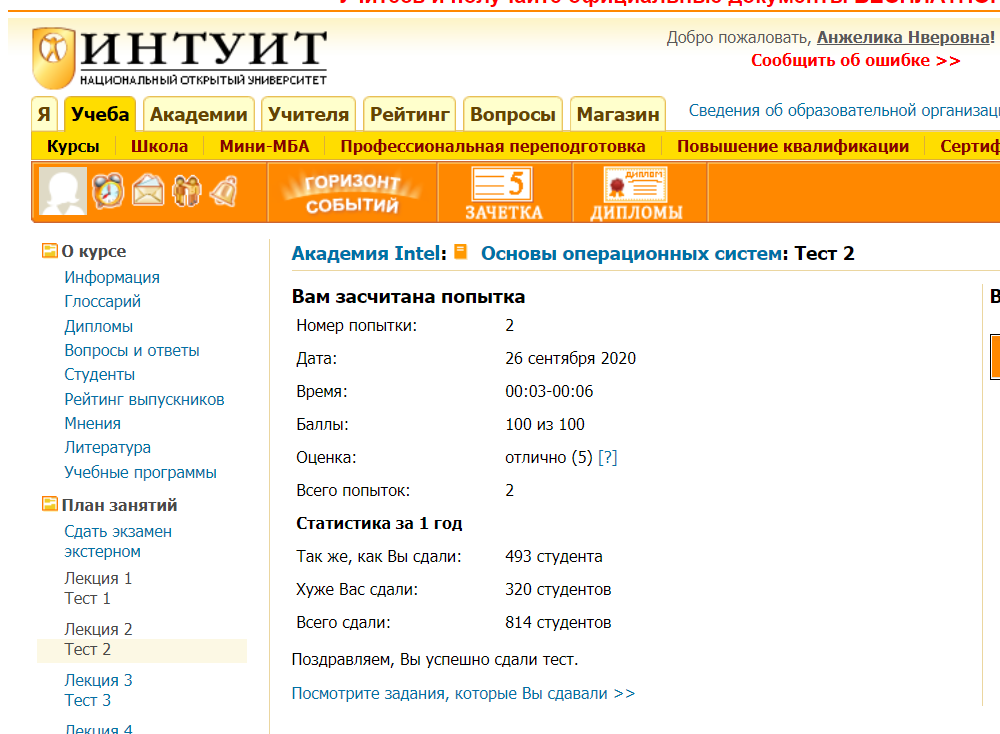 Учитесь и получайте официальные документы БЕСПЛАТНО!
ИНТУИТ
НАЦИОНАЛЬНЫЙ ОТКРЫТЫЙ УНИВЕРСИТЕТ
Добро пожаловать, Анжелика Нверовна!
Сообщить об ошибке >>
Я Учеба Академии Учителя Рейтинг Вопросы Магазин Сведения об образовательной организац
Курсы Школа Мини-МБА Профессиональная переподготовка Повышение квалификации Сертиф
ГОРИЗОНТ СОБЫТИЙ
5 ЗАЧЕТКА
ДИПЛОМ ДИПЛОМЫ
О курсе
Информация
Глоссарий
Дипломы
Вопросы и ответы
Студенты
Рейтинг выпускников
Мнения
Литература
Учебные программы
План занятий
Сдать экзамен
экстерном
Лекция 1
Тест 1
Лекция 2
Тест 2
Лекция 3
Тест 3
Лекция 4
Академия Intel: Основы операционных систем: Тест 2
Вам засчитана попытка
Номер попытки: 2
Дата: 26 сентября 2020
Время: 00:03-00:06
Баллы: 100 из 100
Оценка: отлично (5) [?]
Всего попыток: 2
Статистика за 1 год
Так же, как Вы сдали: 493 студента
Хуже Вас сдали: 320 студентов
Всего сдали: 814 студентов
Поздравляем, Вы успешно сдали тест.
Посмотрите задания, которые Вы сдавали >>
В